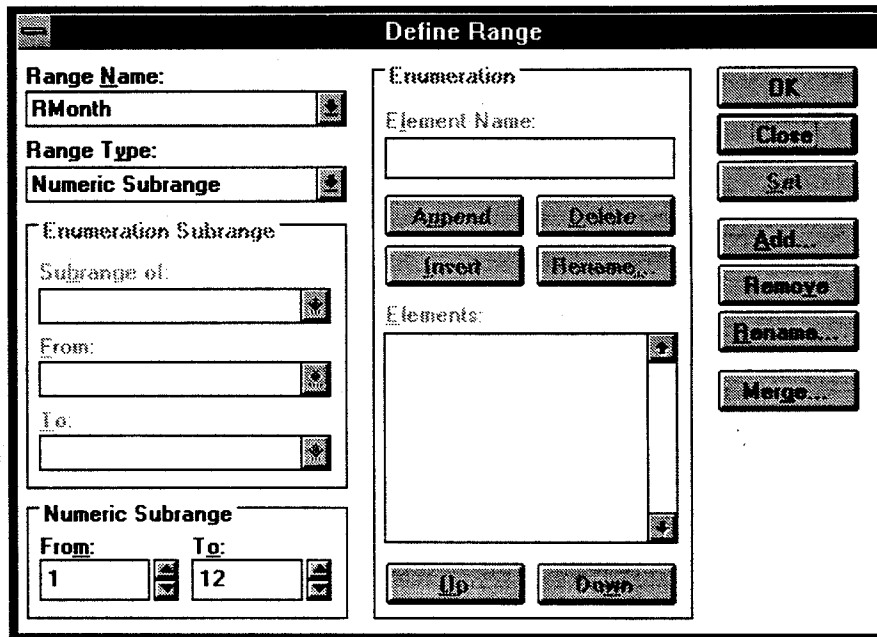 Define Range
Range Name:
RMonth
Range Type:
Numeric Subrange
Enumeration Subrange
Subrange of:
From:
To:
Numeric Subrange
From:
1
To:
12
Enumeration
Element Name:
Append
Delete
Invert
Rename...
Elements:
Up
Down
OK
Close
Set
Add...
Remove
Rename...
Merge...